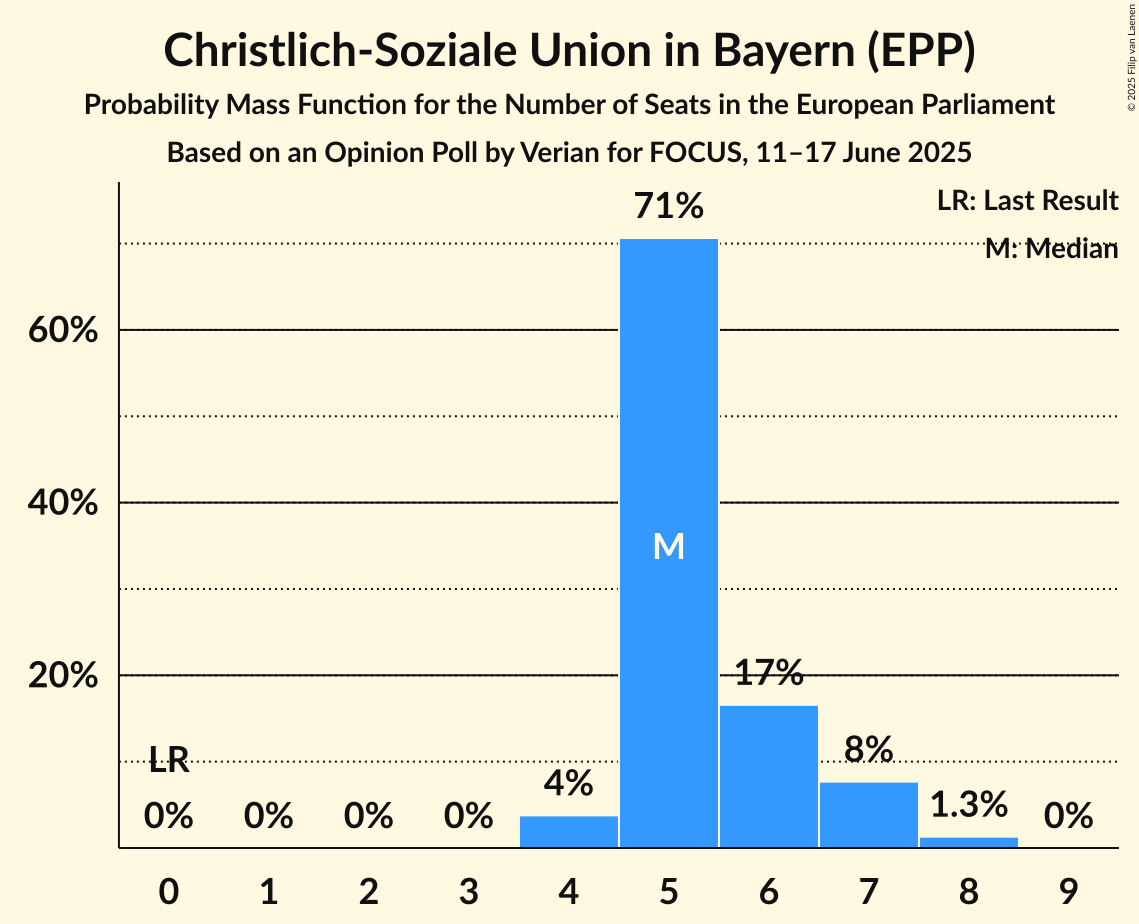 Christlich-Soziale Union in Bayern (EPP)
Probability Mass Function for the Number of Seats in the European Parliament
Based on an Opinion Poll by Verian for FOCUS, 11–17 June 2025
© 2025 Filip van Laenen
LR: Last Result
M: Median
71%
60%
40%
M
20%
17%
LR
8%
4%
1.3%
0% 0% 0% 0% 0%
0 1 2 3 4 5 6 7 8 9